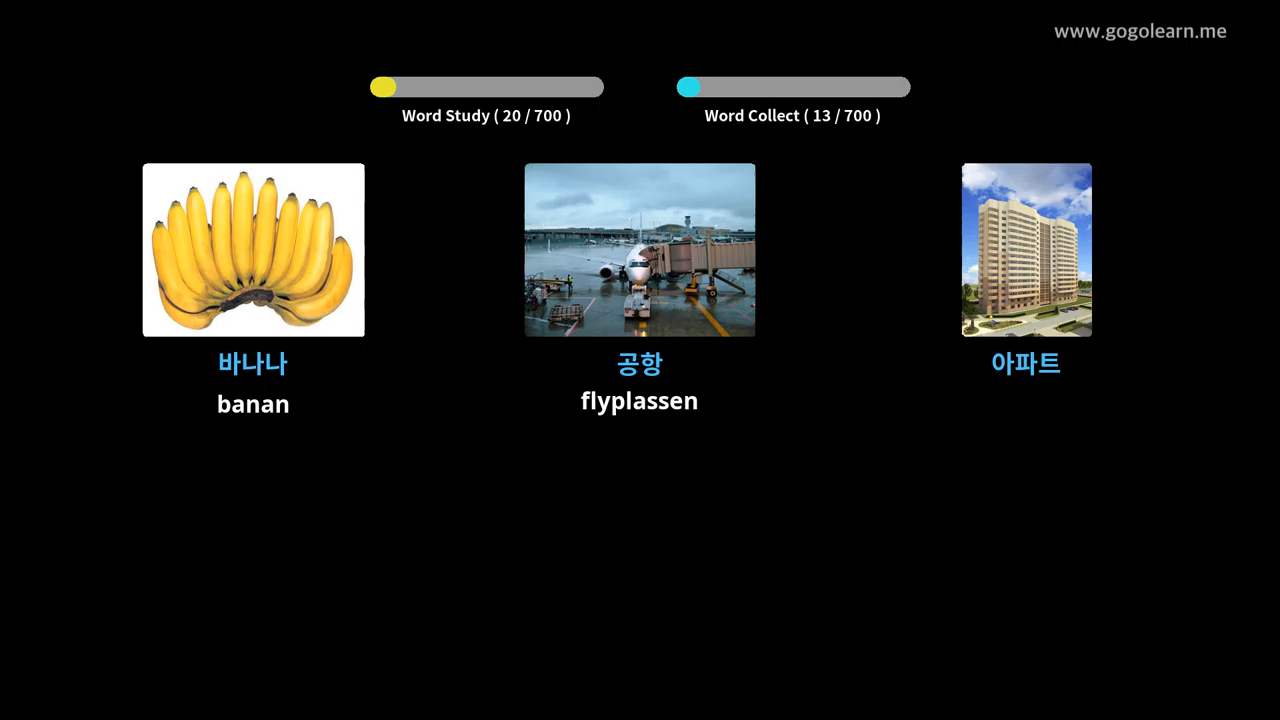 www.gogolearn.me
Word Study ( 20 / 700 )
Word Collect ( 13 / 700 )
바나나
공항
아파트
banan
flyplassen